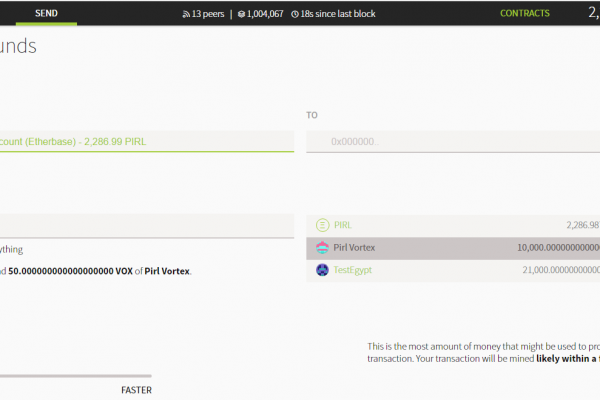 SEND 13 peers | 1,004,067 18s since last block CONTRACTS 2,
unds
TO
count (Etherbase) - 2,286.99 PIRL 0x000000..
PIRL 2,286.98
Pirl Vortex 10,000.00000000000
TestEgypt 21,000.0000000000
ything
d 50.000000000000000000 VOX of Pirl Vortex.
This is the most amount of money that might be used to pro
transaction. Your transaction will be mined likely within a
FASTER